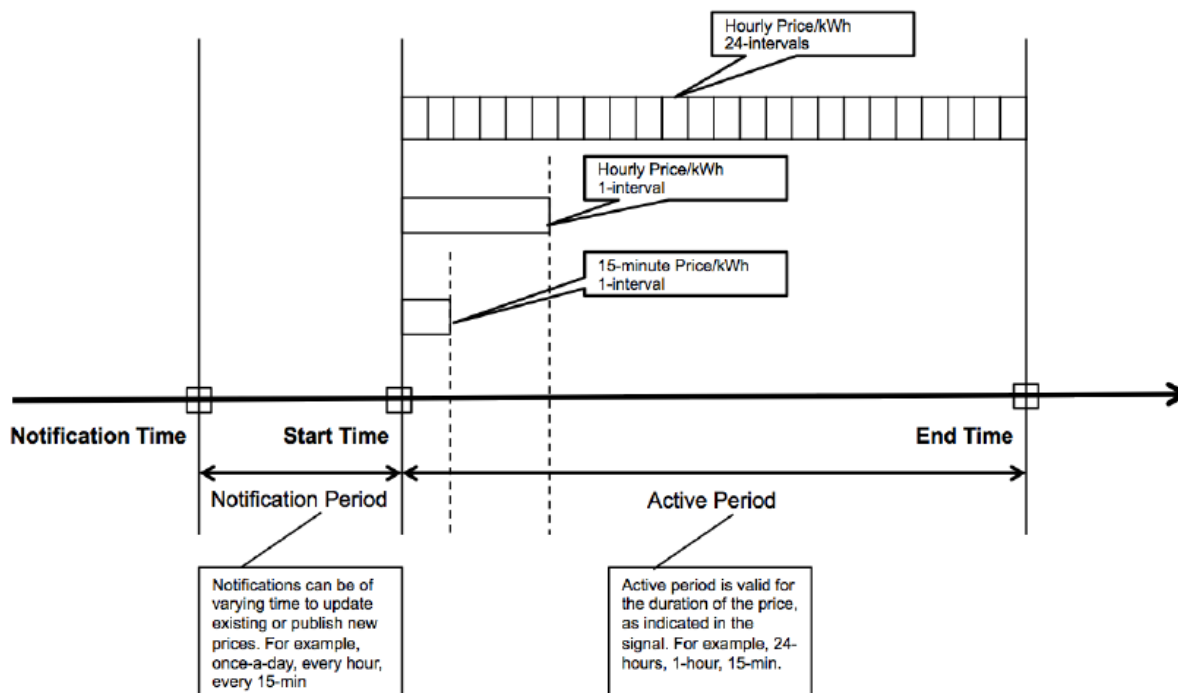 Hourly Price/kWh
24-intervals
Hourly Price/kWh
1-interval
15-minute Price/kWh
1-interval
Notification Time
Start Time
End Time
Notification Period
Active Period
Notifications can be of
varying time to update
existing or publish new
prices. For example,
once-a-day, every hour,
every 15-min
Active period is valid for
the duration of the price,
as indicated in the
signal. For example, 24-
hours, 1-hour, 15-min.